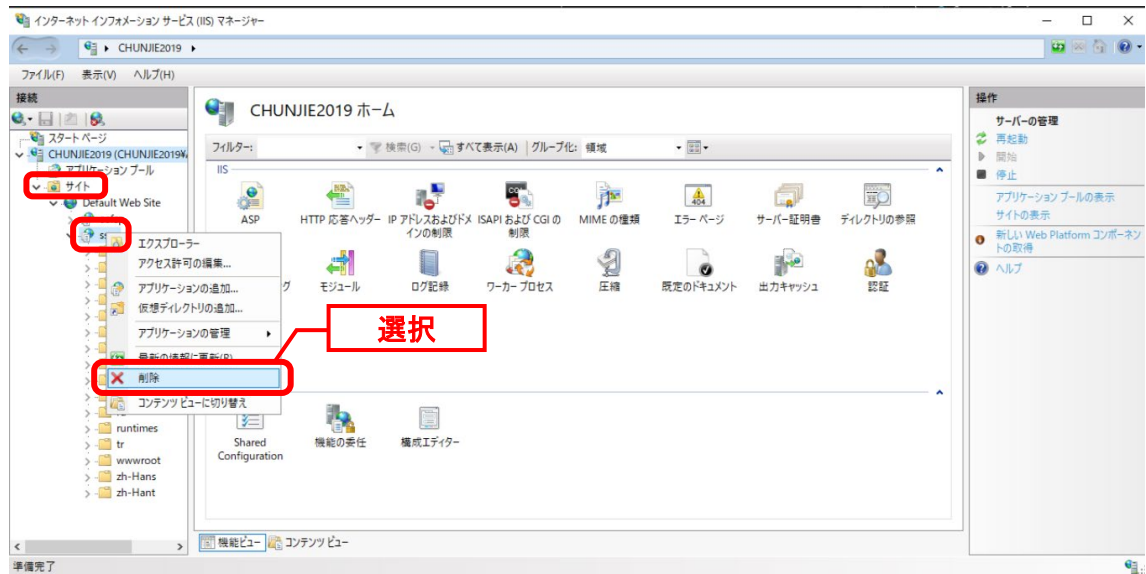 インターネット インフォメーション サービス (IIS) マネージャー
CHUNJIE2019
ファイル(F) 表示(V) ヘルプ(H)
接続
スタート ページ
CHUNJIE2019 (CHUNJIE2019¥
アプリケーション プール
サイト
Default Web Site
エクスプローラー
アクセス許可の編集...
アプリケーションの追加...
仮想ディレクトリの追加...
アプリケーションの管理
最新の情報に更新(R)
削除
コンテンツ ビューに切り替え
runtimes
tr
wwwroot
zh-Hans
zh-Hant
CHUNJIE2019 ホーム
フィルター: 検索(G) すべて表示(A) グループ化: 領域
IIS
ASP
HTTP 応答ヘッダー
IP アドレスおよびドメ
インの制限
ISAPI および CGI の
制限
MIME の種類
エラー ページ
サーバー証明書
ディレクトリの参照
グ
モジュール
ログ記録
ワーカー プロセス
圧縮
既定のドキュメント
出力キャッシュ
認証
選択
Shared
Configuration
機能の委任
構成エディター
機能ビュー コンテンツ ビュー
操作
サーバーの管理
再起動
開始
停止
アプリケーション プールの表示
サイトの表示
新しい Web Platform コンポーネン
トの取得
ヘルプ
準備完了